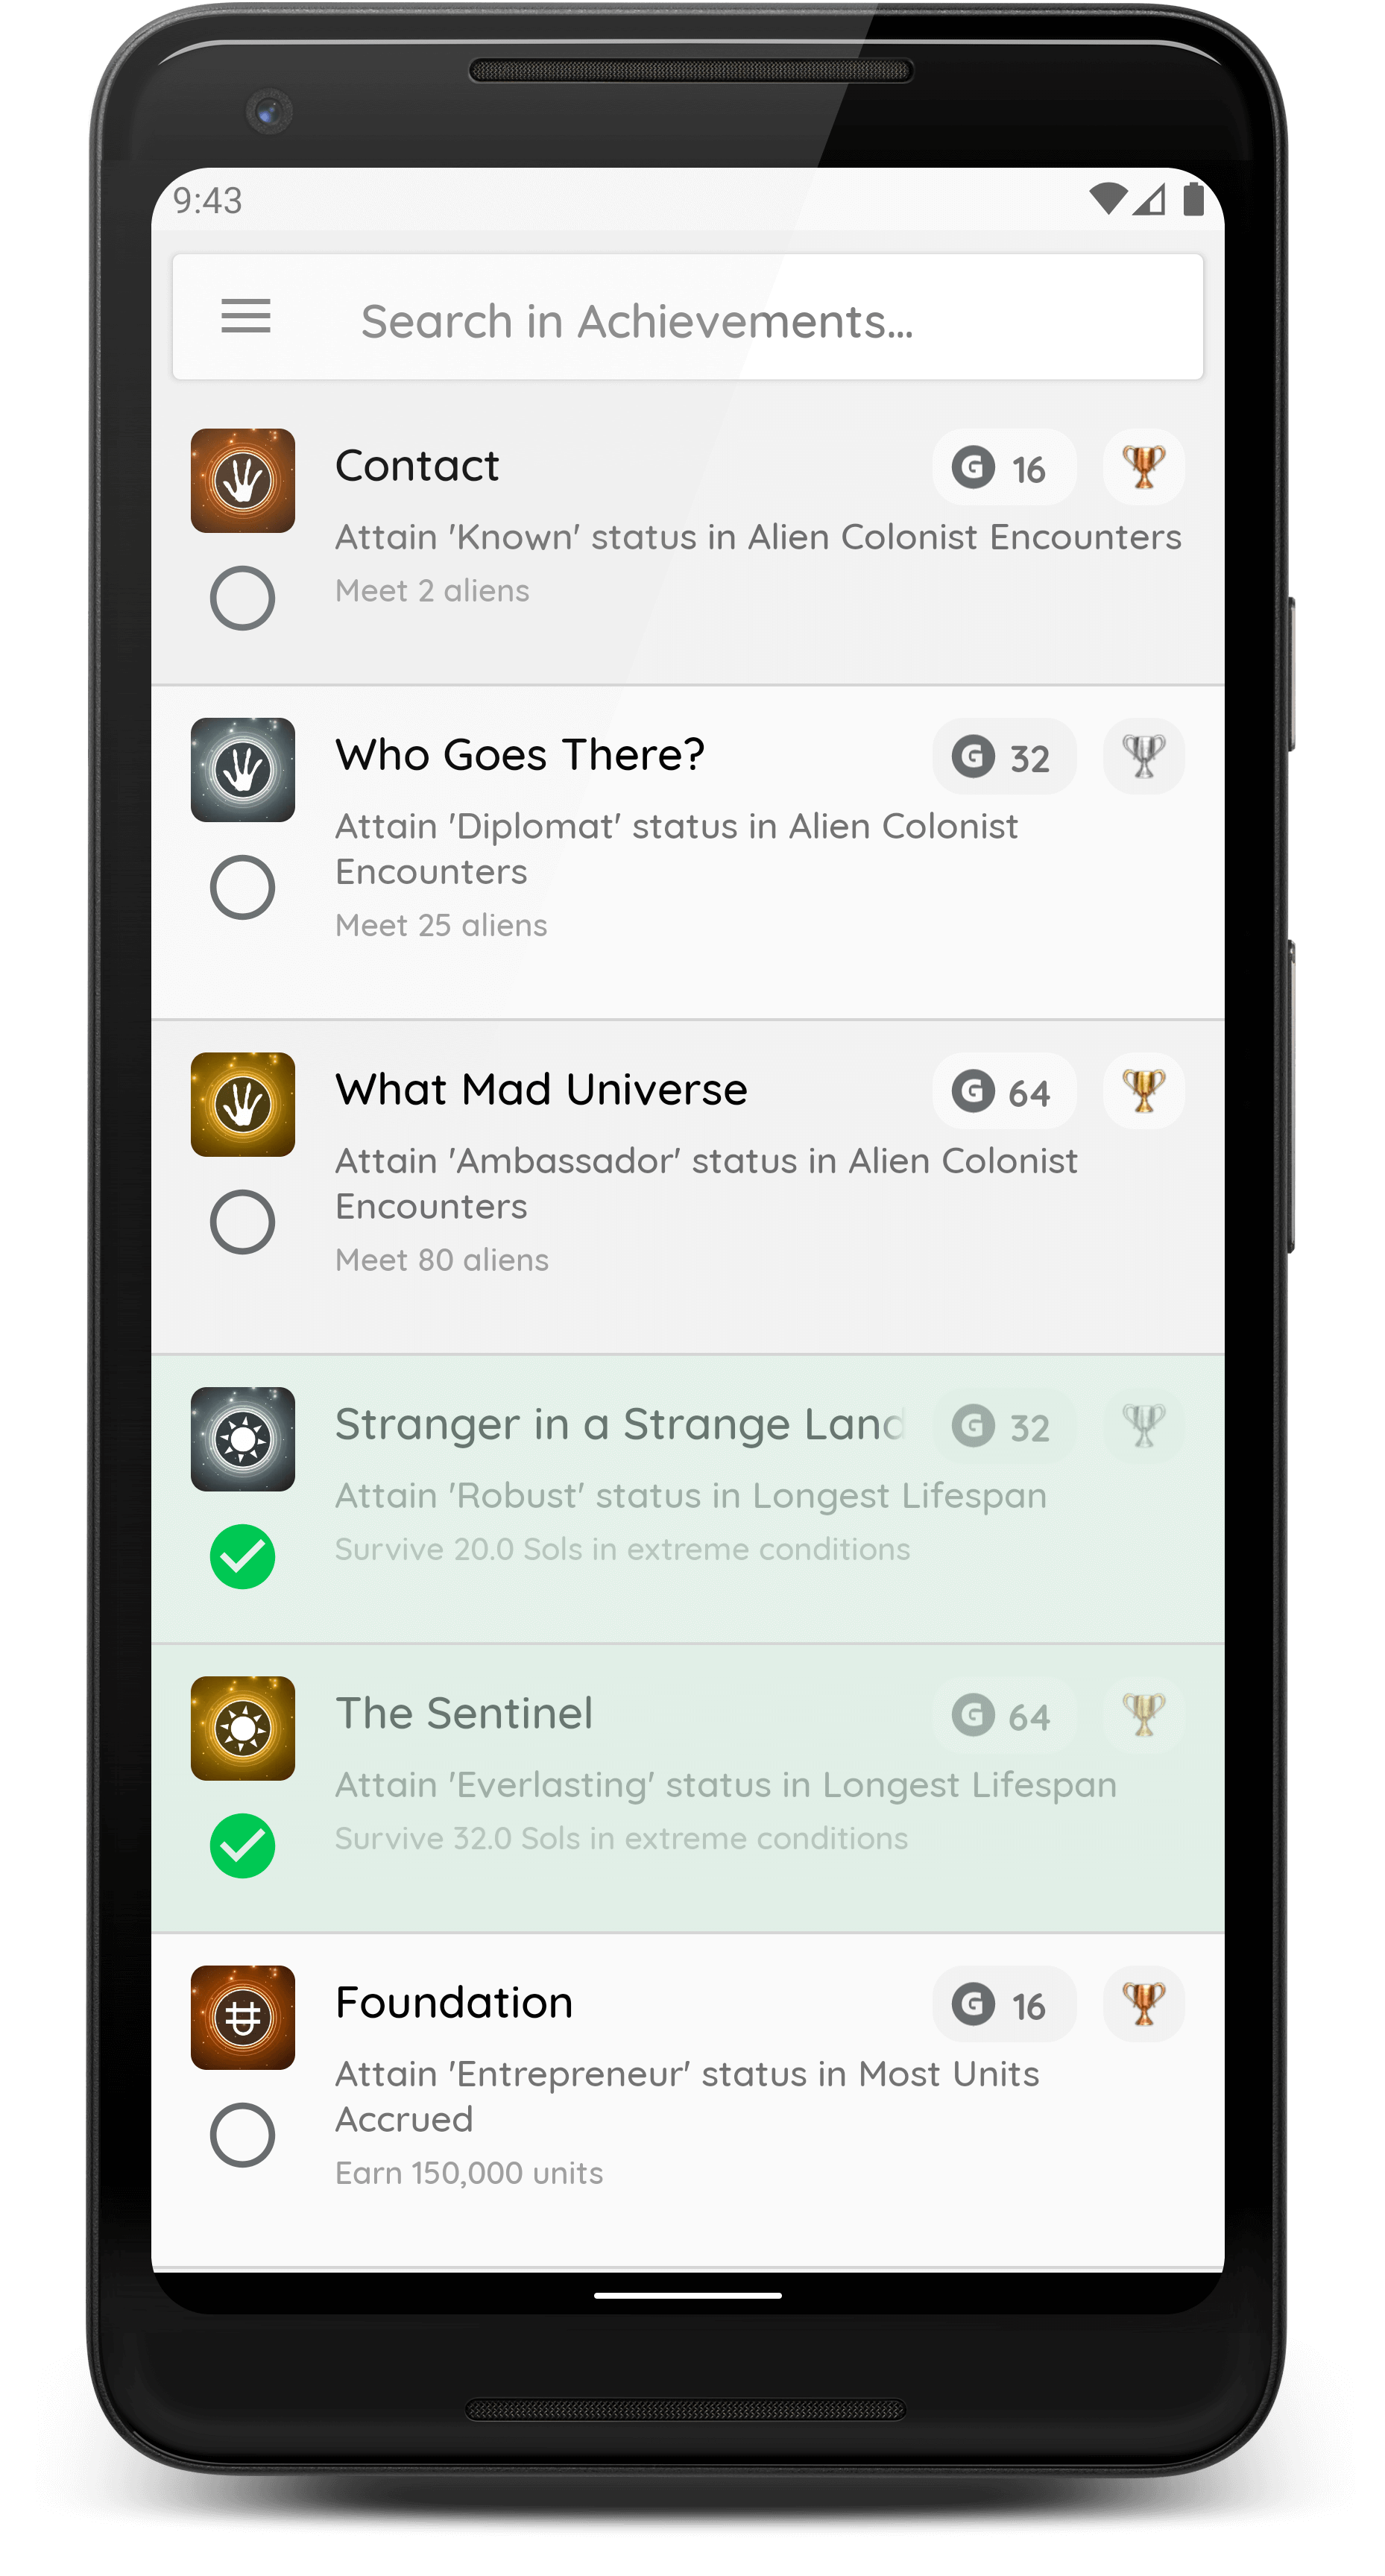 9:43
Search in Achievements...
Contact
G 16
Attain 'Known' status in Alien Colonist Encounters
Meet 2 aliens
Who Goes There?
G 32
Attain 'Diplomat' status in Alien Colonist
Encounters
Meet 25 aliens
What Mad Universe
G 64
Attain 'Ambassador' status in Alien Colonist
Encounters
Meet 80 aliens
Stranger in a Strange Land
G 32
Attain 'Robust' status in Longest Lifespan
Survive 20.0 Sols in extreme conditions
The Sentinel
G 64
Attain 'Everlasting' status in Longest Lifespan
Survive 32.0 Sols in extreme conditions
Foundation
G 16
Attain 'Entrepreneur' status in Most Units
Accrued
Earn 150,000 units